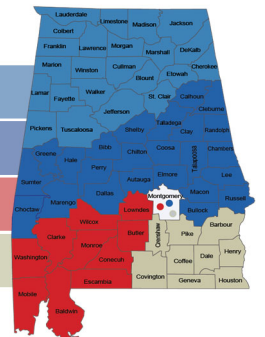 Lauderdale
Limestone
Madison
Jackson
Colbert
Franklin
Lawrence
Morgan
Marshall
DeKalb
Marion
Winston
Cullman
Blount
Etowah
Cherokee
Lamar
Fayette
Walker
Jefferson
St. Clair
Calhoun
Cleburne
Pickens
Tuscaloosa
Shelby
Talladega
Clay
Randolph
Greene
Hale
Bibb
Perry
Chilton
Coosa
Tallapoosa
Chambers
Sumter
Autauga
Elmore
Lee
Choctaw
Marengo
Dallas
Montgomery
Macon
Russell
Lowndes
Bullock
Wilcox
Clarke
Butler
Crenshaw
Pike
Barbour
Washington
Monroe
Conecuh
Coffee
Dale
Henry
Mobile
Baldwin
Escambia
Covington
Geneva
Houston